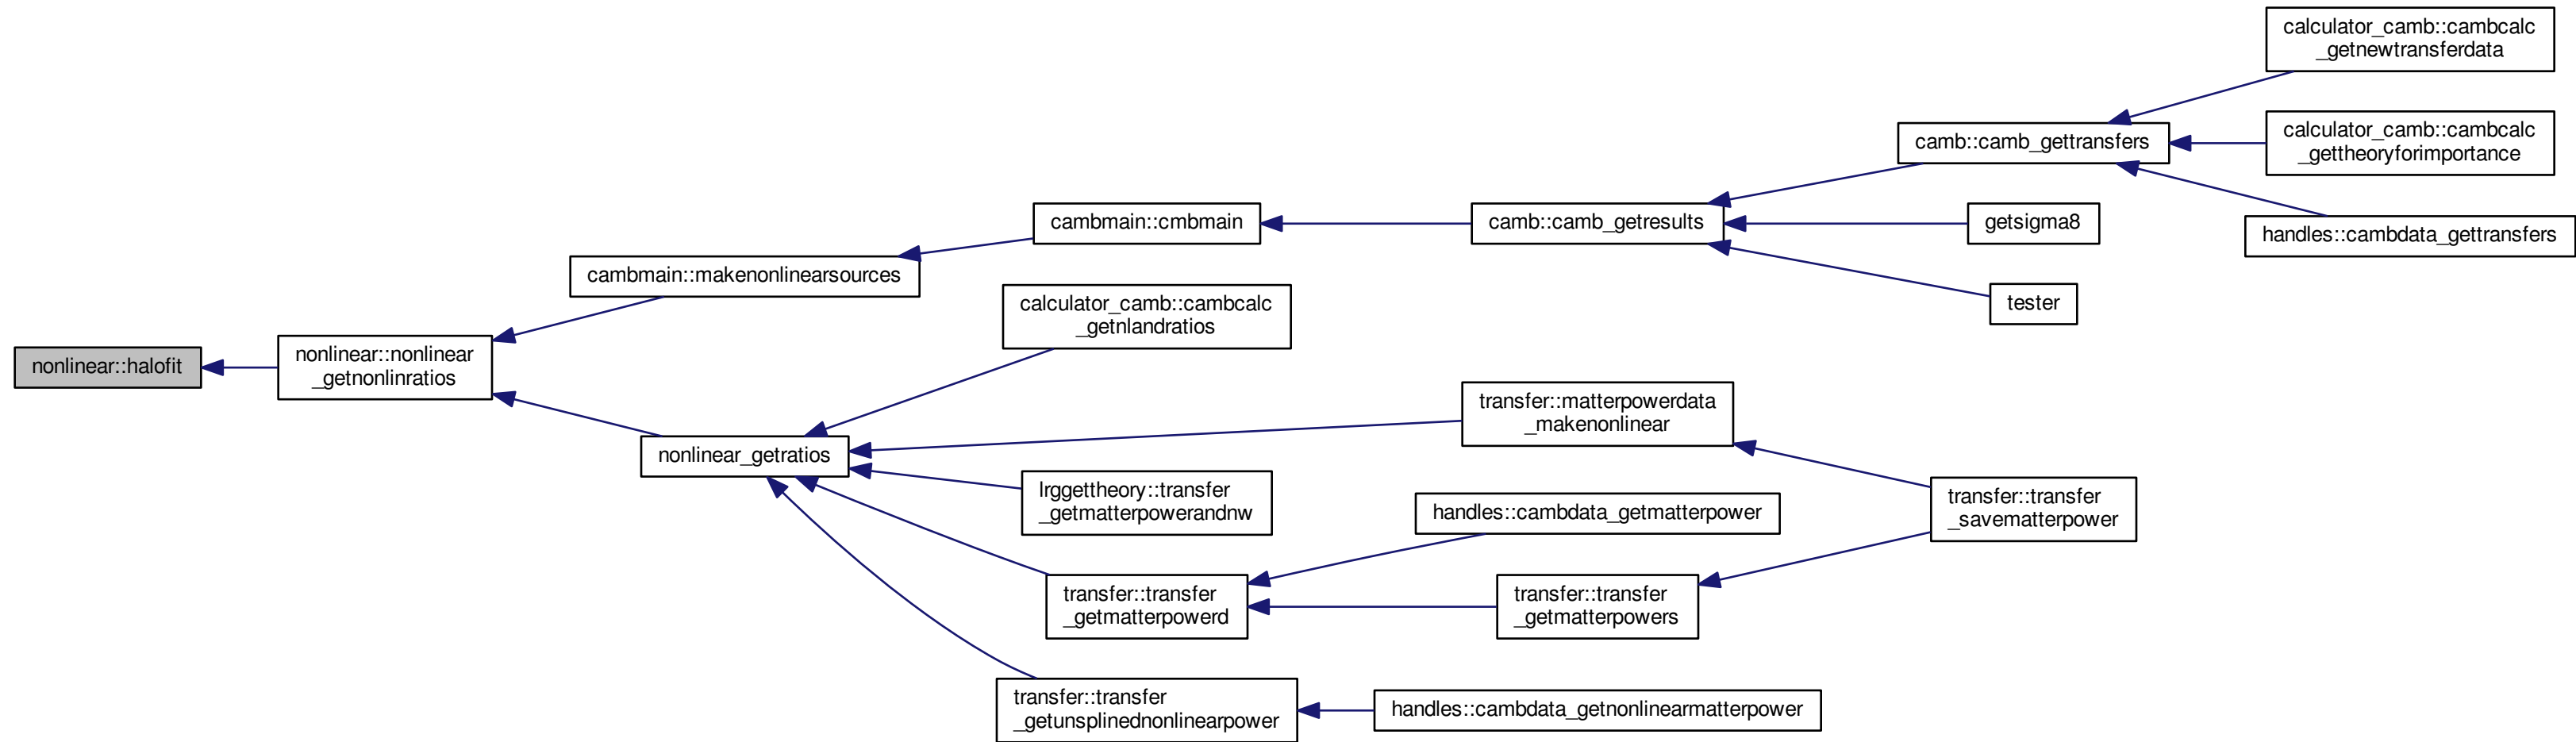 calculator_camb::cambcalc
_getnewtransferdata
camb::camb_gettransfers
calculator_camb::cambcalc
_gettheoryforimportance
cambmain::cmbmain
camb::camb_getresults
getsigma8
handles::cambdata_gettransfers
cambmain::makenonlinearsources
calculator_camb::cambcalc
_getnlandratios
tester
nonlinear::halofit
nonlinear::nonlinear
_getnonlinratios
transfer::matterpowerdata
_makenonlinear
nonlinear_getratios
lrggettheory::transfer
_getmatterpowerandnw
handles::cambdata_getmatterpower
transfer::transfer
_savematterpower
transfer::transfer
_getmatterpowerd
transfer::transfer
_getmatterpowers
transfer::transfer
_getunsplinednonlinearpower
handles::cambdata_getnonlinearmatterpower